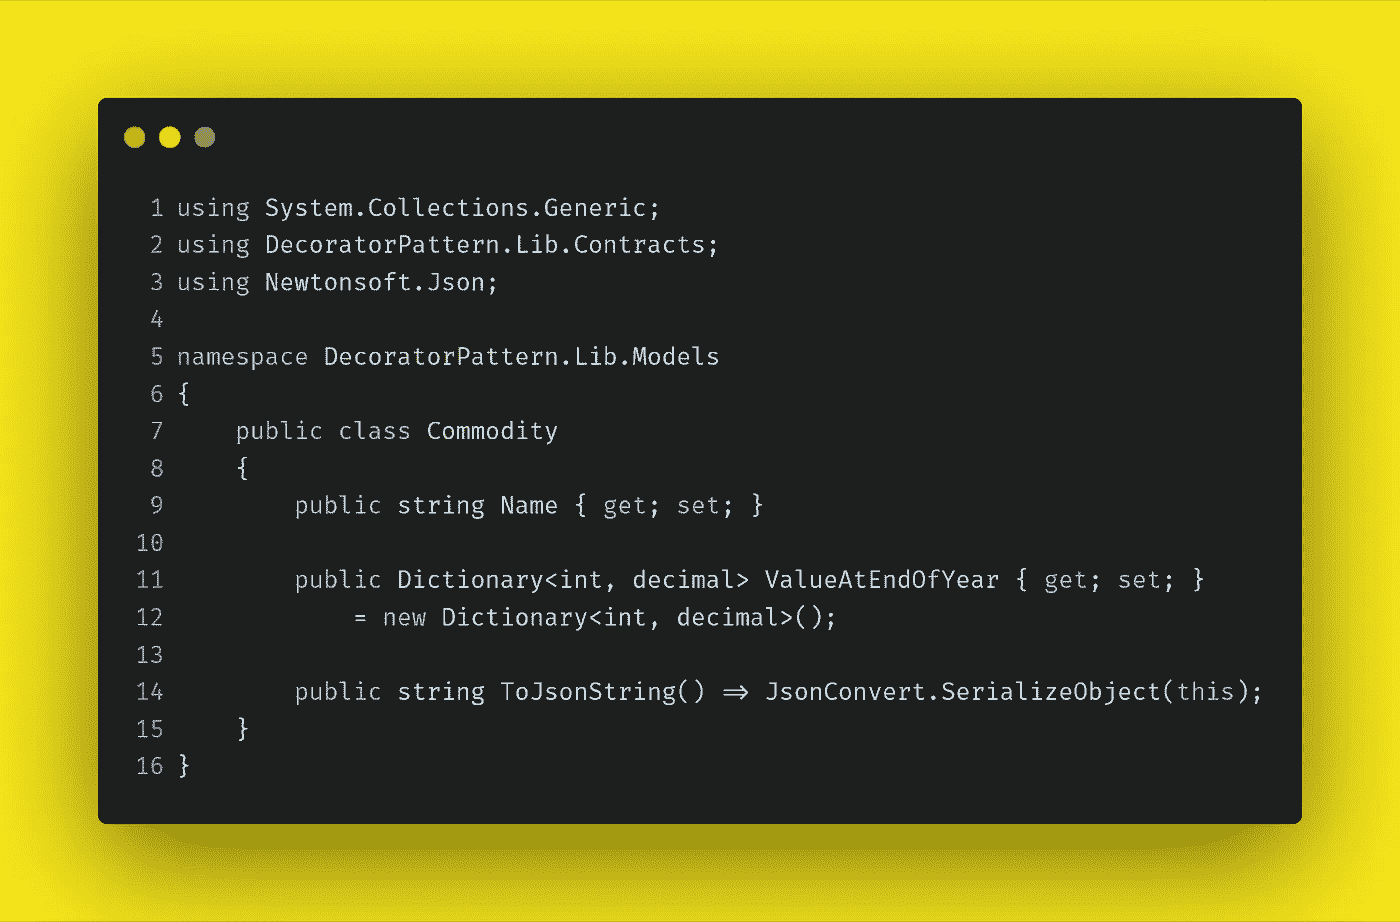 1 using System.Collections.Generic;
2 using DecoratorPattern.Lib.Contracts;
3 using Newtonsoft.Json;
4
5 namespace DecoratorPattern.Lib.Models
6 {
7     public class Commodity
8     {
9         public string Name { get; set; }
10
11         public Dictionary<int, decimal> ValueAtEndOfYear { get; set; }
12             = new Dictionary<int, decimal>();
13
14         public string ToJsonString() => JsonConvert.SerializeObject(this);
15     }
16 }